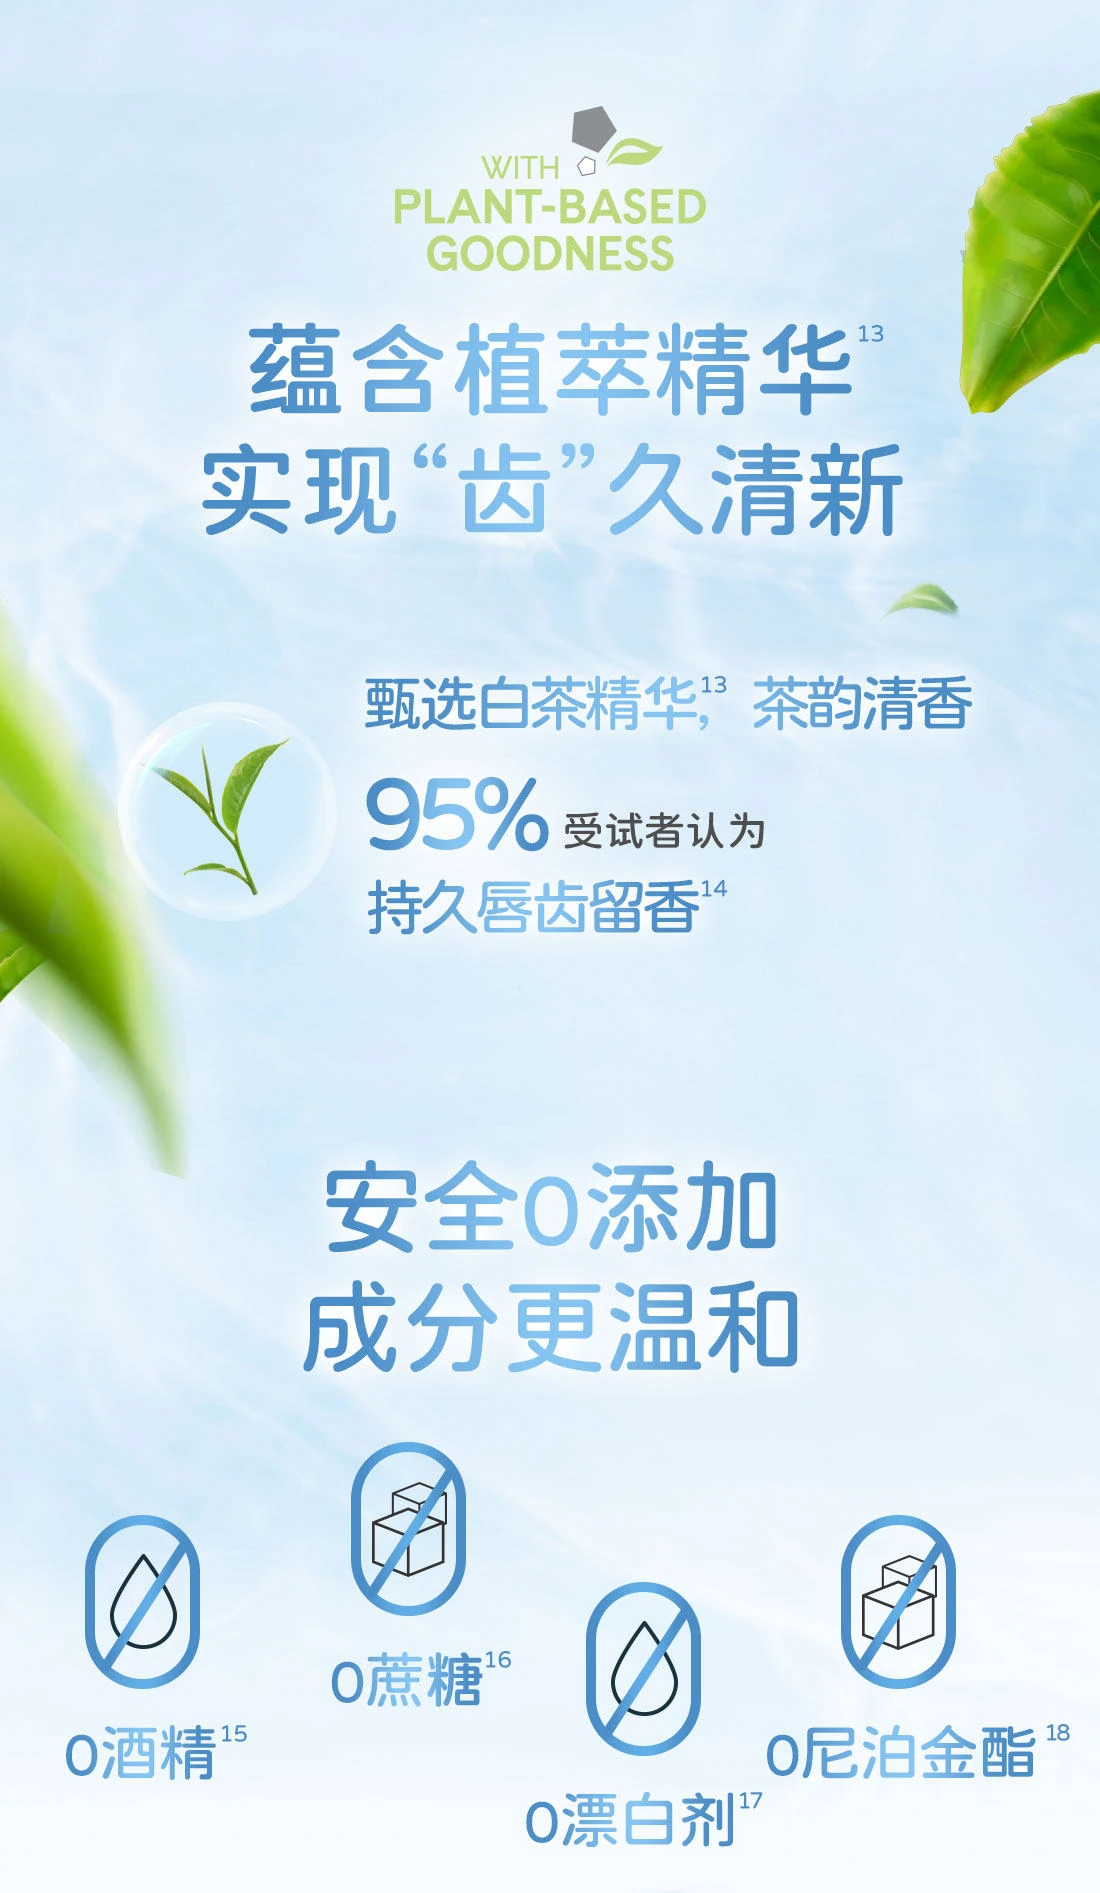 WITH
PLANT-BASED
GOODNESS
蕴含植萃精华13
实现“齿”久清新
甄选白茶精华,13 茶韵清香
95% 受试者认为
持久唇齿留香14
安全0添加
成分更温和
0蔗糖16
0酒精15
0尼泊金酯18
0漂白剂17